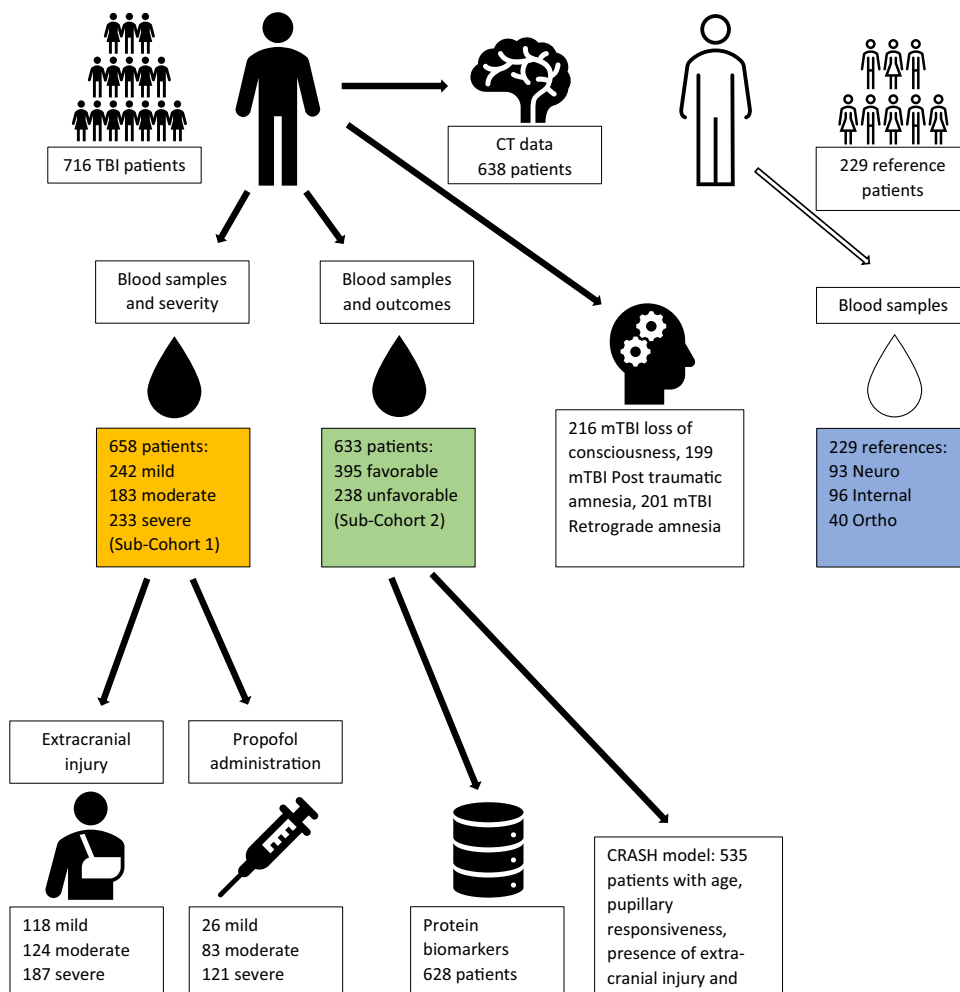 716 TBI patients
CT data
638 patients
229 reference
patients
Blood samples
and severity
Blood samples
and outcomes
Blood samples
658 patients:
242 mild
183 moderate
233 severe
(Sub-Cohort 1)
633 patients:
395 favorable
238 unfavorable
(Sub-Cohort 2)
216 mTBI loss of
consciousness, 199
mTBI Post traumatic
amnesia, 201 mTBI
Retrograde amnesia
229 references:
93 Neuro
96 Internal
40 Ortho
Extracranial
injury
Propofol
administration
118 mild
124 moderate
187 severe
26 mild
83 moderate
121 severe
Protein
biomarkers
628 patients
CRASH model: 535
patients with age,
pupillary
responsiveness,
presence of extra-
cranial injury and